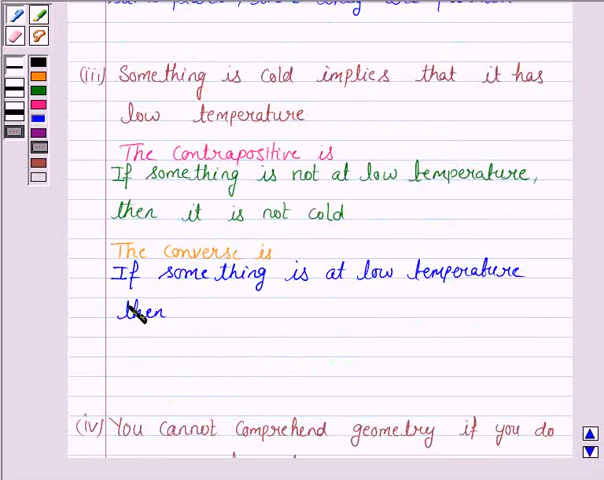 (iii) Something is cold implies that it has
low temperature
The contrapositive is
If something is not at low temperature,
then it is not cold
The converse is
If something is at low temperature
then
(iv) You cannot comprehend geometry if you do